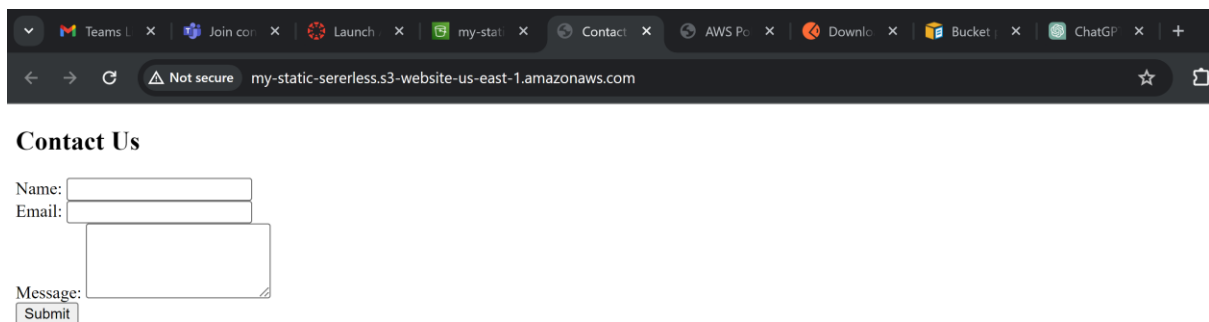 Teams L Join con Launch my-stati Contact AWS Po Downlo Bucket ChatGP
Not secure my-static-sererless.s3-website-us-east-1.amazonaws.com
Contact Us
Name:
Email:
Message:
Submit